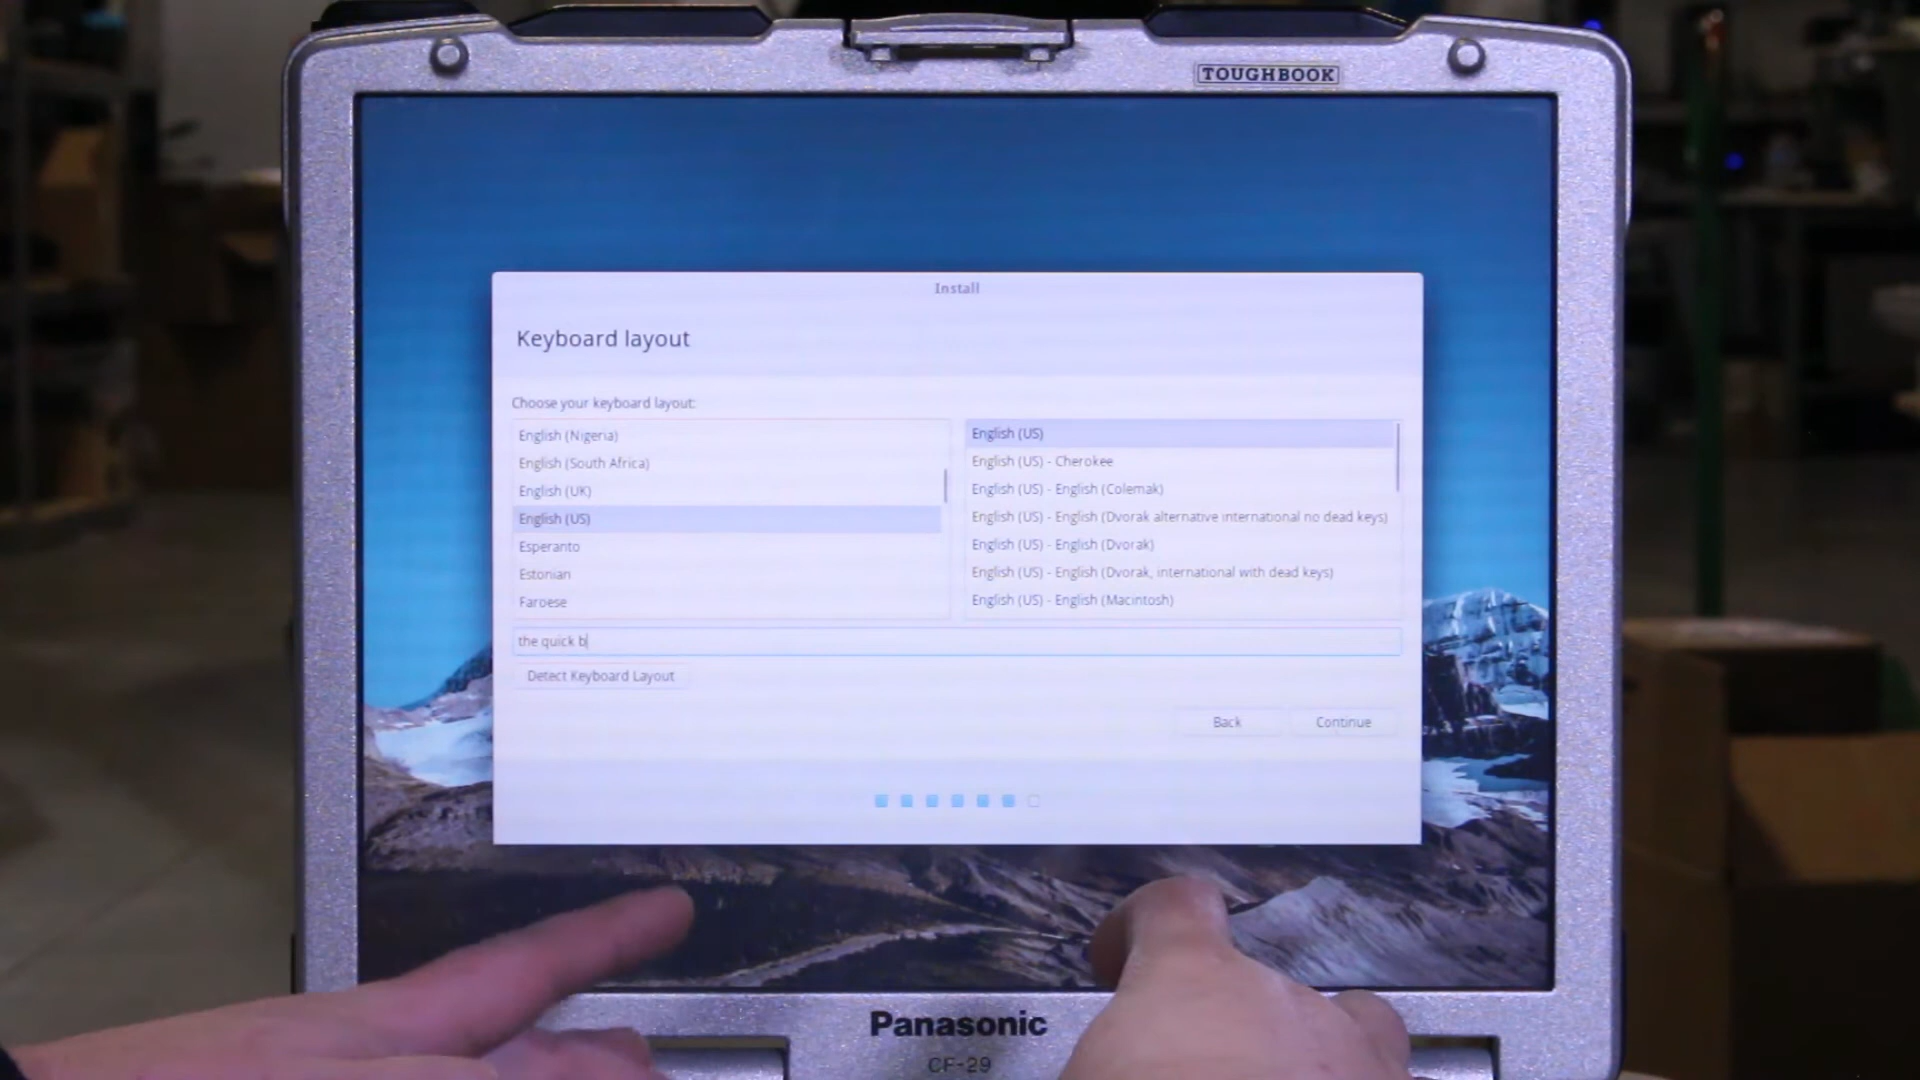 TOUGHBOOK
Install
Keyboard layout
Choose your keyboard layout:
English (Nigeria)
English (South Africa)
English (UK)
English (US)
Esperanto
Estonian
Faroese
English (US)
English (US) - Cherokee
English (US) - English (Colemak)
English (US) - English (Dvorak alternative international no dead keys)
English (US) - English (Dvorak)
English (US) - English (Dvorak, international with dead keys)
English (US) - English (Macintosh)
the quick b
Detect Keyboard Layout
Back
Continue
Panasonic
CF-29